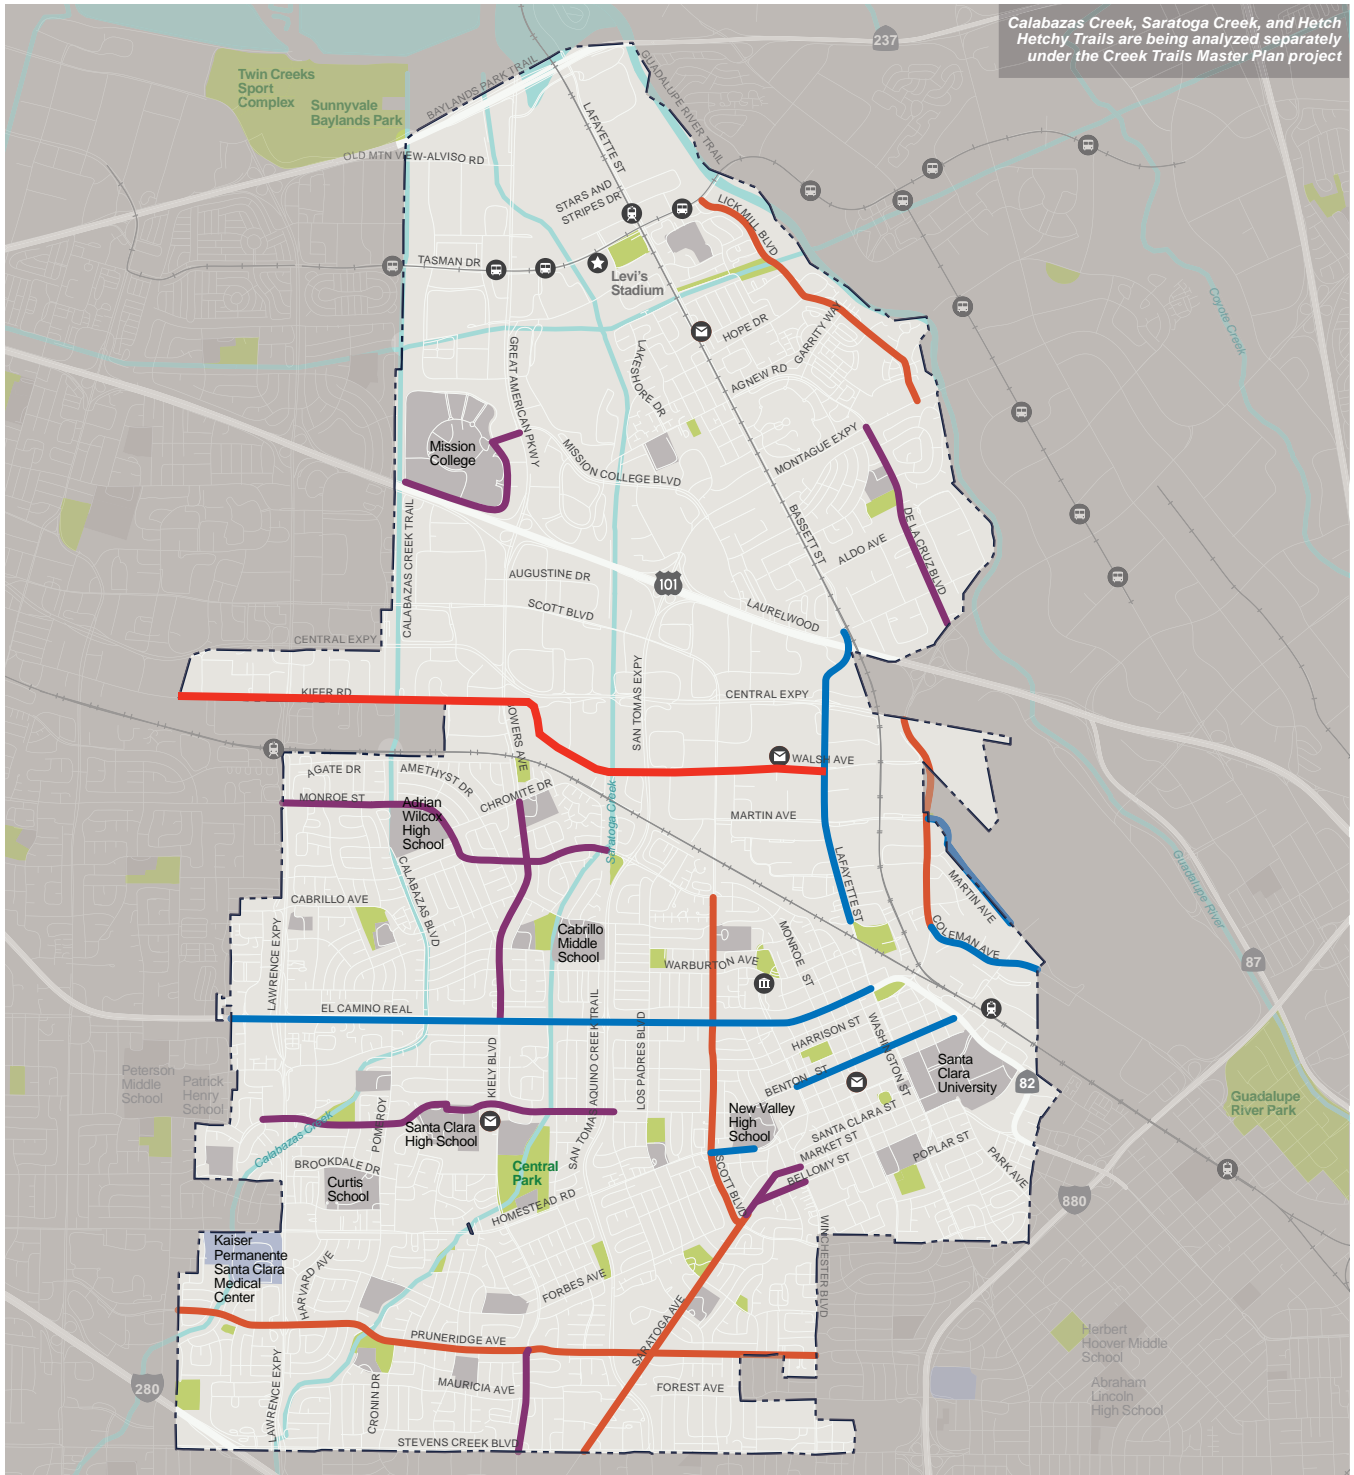 Calabazas Creek, Saratoga Creek, and Hetch
Hetchy Trails are being analyzed separately
under the Creek Trails Master Plan project
237
Twin Creeks
Sport
Complex
Sunnyvale
Baylands Park
BAYLANDS PARK TRAIL
GUADALUPE RIVER TRAIL
LAFAYETTE ST
OLD MTN VIEW-ALVISO RD
STARS AND
STRIPES DR
LICK MILL BLVD
TASMAN DR
Levi's
Stadium
Coyote Creek
HOPE DR
GARRITY WAY
GREAT AMERICAN PKWY
LAKESHORE DR
AGNEW RD
Mission
College
MISSION COLLEGE BLVD
MONTAGUE EXPY
CALABAZAS CREEK TRAIL
BASSETT ST
ALDO AVE
DE LA CRUZ BLVD
AUGUSTINE DR
101
SCOTT BLVD
LAURELWOOD
CENTRAL EXPY
KIFER RD
SAN TOMAS EXPY
CENTRAL EXPY
BOWERS AVE
WALSH AVE
AGATE DR
AMETHYST DR
MONROE ST
CHROMITE DR
Adrian
Wilcox
High
School
Saratoga Creek
MARTIN AVE
LAFAYETTE ST
CALABAZAS BLVD
MARTIN AVE
Guadalupe River
CABRILLO AVE
LAWRENCE EXPY
Cabrillo
Middle
School
MONROE ST
COLEMAN AVE
WARBURTON AVE
87
EL CAMINO REAL
SAN TOMAS AQUINO CREEK TRAIL
LOS PADRES BLVD
HARRISON ST
WASHINGTON ST
KIELY BLVD
Santa
Clara
University
BENTON ST
82
Peterson
Middle
School
Patrick
Henry
School
Guadalupe
River Park
POMEROY
Santa Clara
High School
New Valley
High
School
SANTA CLARA ST
MARKET ST
BELLOMY ST
POPLAR ST
PARK AVE
Calabazas Creek
BROOKDALE DR
Curtis
School
Central
Park
SCOTT BLVD
HOMESTEAD RD
880
WINCHESTER BLVD
Kaiser
Permanente
Santa Clara
Medical
Center
HARVARD AVE
FORBES AVE
SARATOGA AVE
PRUNERIDGE AVE
Herbert
Hoover Middle
School
280
LAWRENCE EXPY
CRONIN DR
MAURICIA AVE
FOREST AVE
Abraham
Lincoln
High School
STEVENS CREEK BLVD